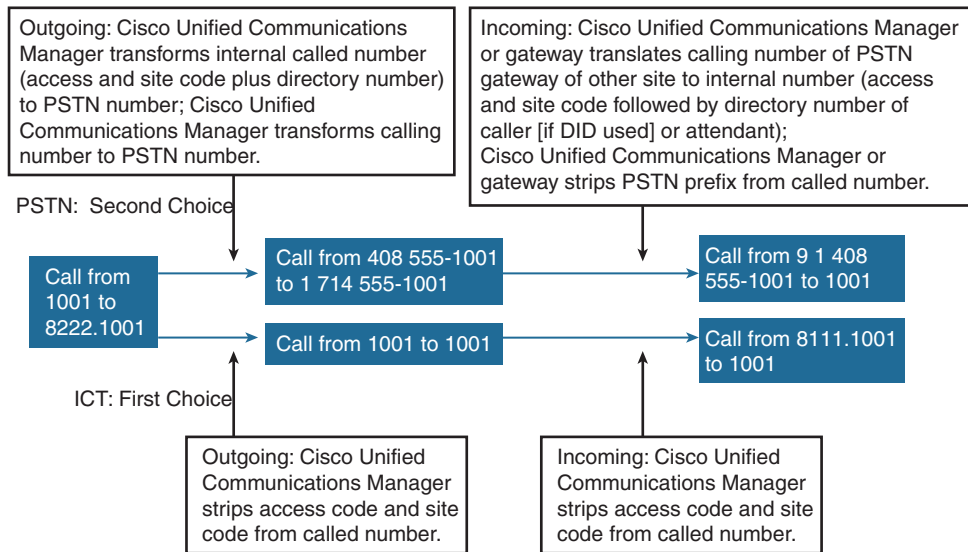 Outgoing: Cisco Unified Communications
Manager transforms internal called number
(access and site code plus directory number)
to PSTN number; Cisco Unified
Communications Manager transforms calling
number to PSTN number.
Incoming: Cisco Unified Communications Manager
or gateway translates calling number of PSTN
gateway of other site to internal number (access
and site code followed by directory number of
caller [if DID used] or attendant);
Cisco Unified Communications Manager or
gateway strips PSTN prefix from called number.
PSTN: Second Choice
Call from
1001 to
8222.1001
Call from 408 555-1001
to 1 714 555-1001
Call from 9 1 408
555-1001 to 1001
Call from 1001 to 1001
Call from 8111.1001
to 1001
ICT: First Choice
Outgoing: Cisco Unified
Communications Manager
strips access code and site
code from called number.
Incoming: Cisco Unified
Communications Manager
strips access code and site
code from called number.